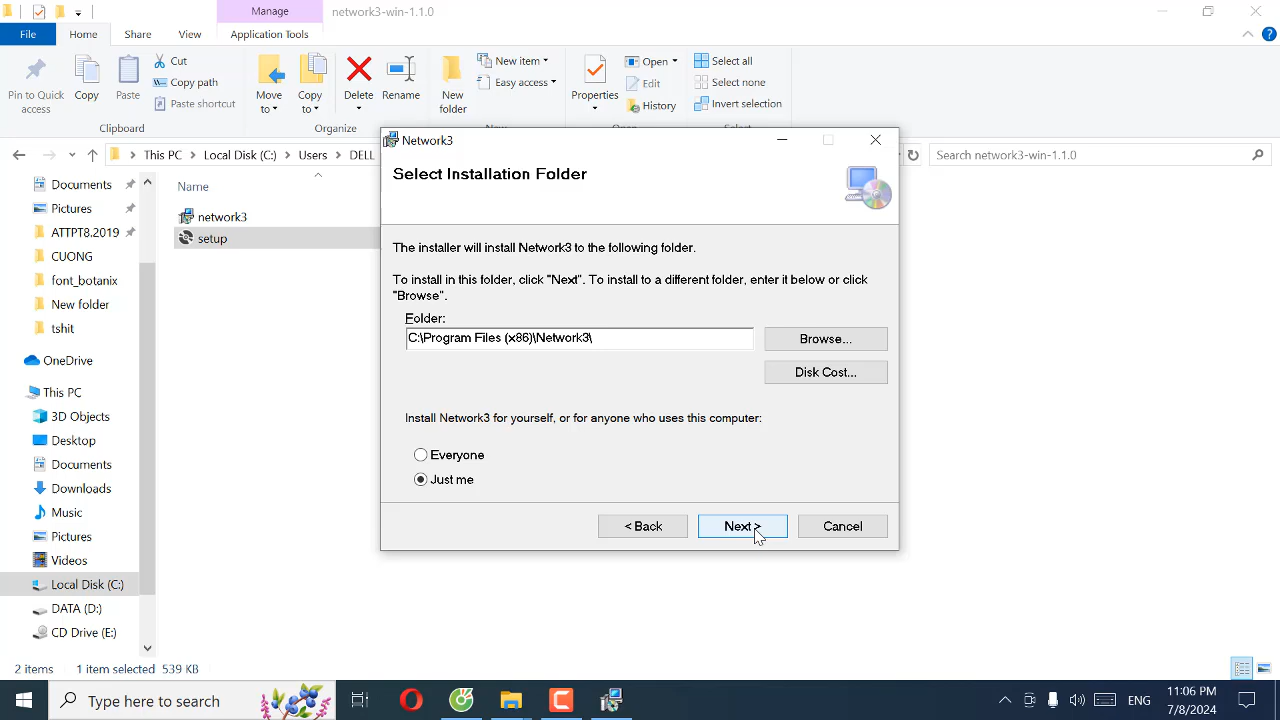 Manage
network3-win-1.1.0
File
Home
Share
View
Application Tools
Pin to Quick access
Copy
Paste
Cut
Copy path
Paste shortcut
Clipboard
Move to
Copy to
Delete
Rename
Organize
New folder
New item
Easy access
Properties
Open
Edit
History
Select all
Select none
Invert selection
This PC
Local Disk (C:)
Users
DELL
Search network3-win-1.1.0
Documents
Pictures
ATTPT8.2019
CUONG
font_botanix
New folder
tshit
OneDrive
This PC
3D Objects
Desktop
Documents
Downloads
Music
Pictures
Videos
Local Disk (C:)
DATA (D:)
CD Drive (E:)
Name
network3
setup
Network3
Select Installation Folder
The installer will install Network3 to the following folder.
To install in this folder, click "Next". To install to a different folder, enter it below or click
"Browse".
Folder:
C:\Program Files (x86)\Network3\
Browse...
Disk Cost...
Install Network3 for yourself, or for anyone who uses this computer:
Everyone
Just me
< Back
Next >
Cancel
2 items
1 item selected 539 KB
Type here to search
ENG
11:06 PM
7/8/2024